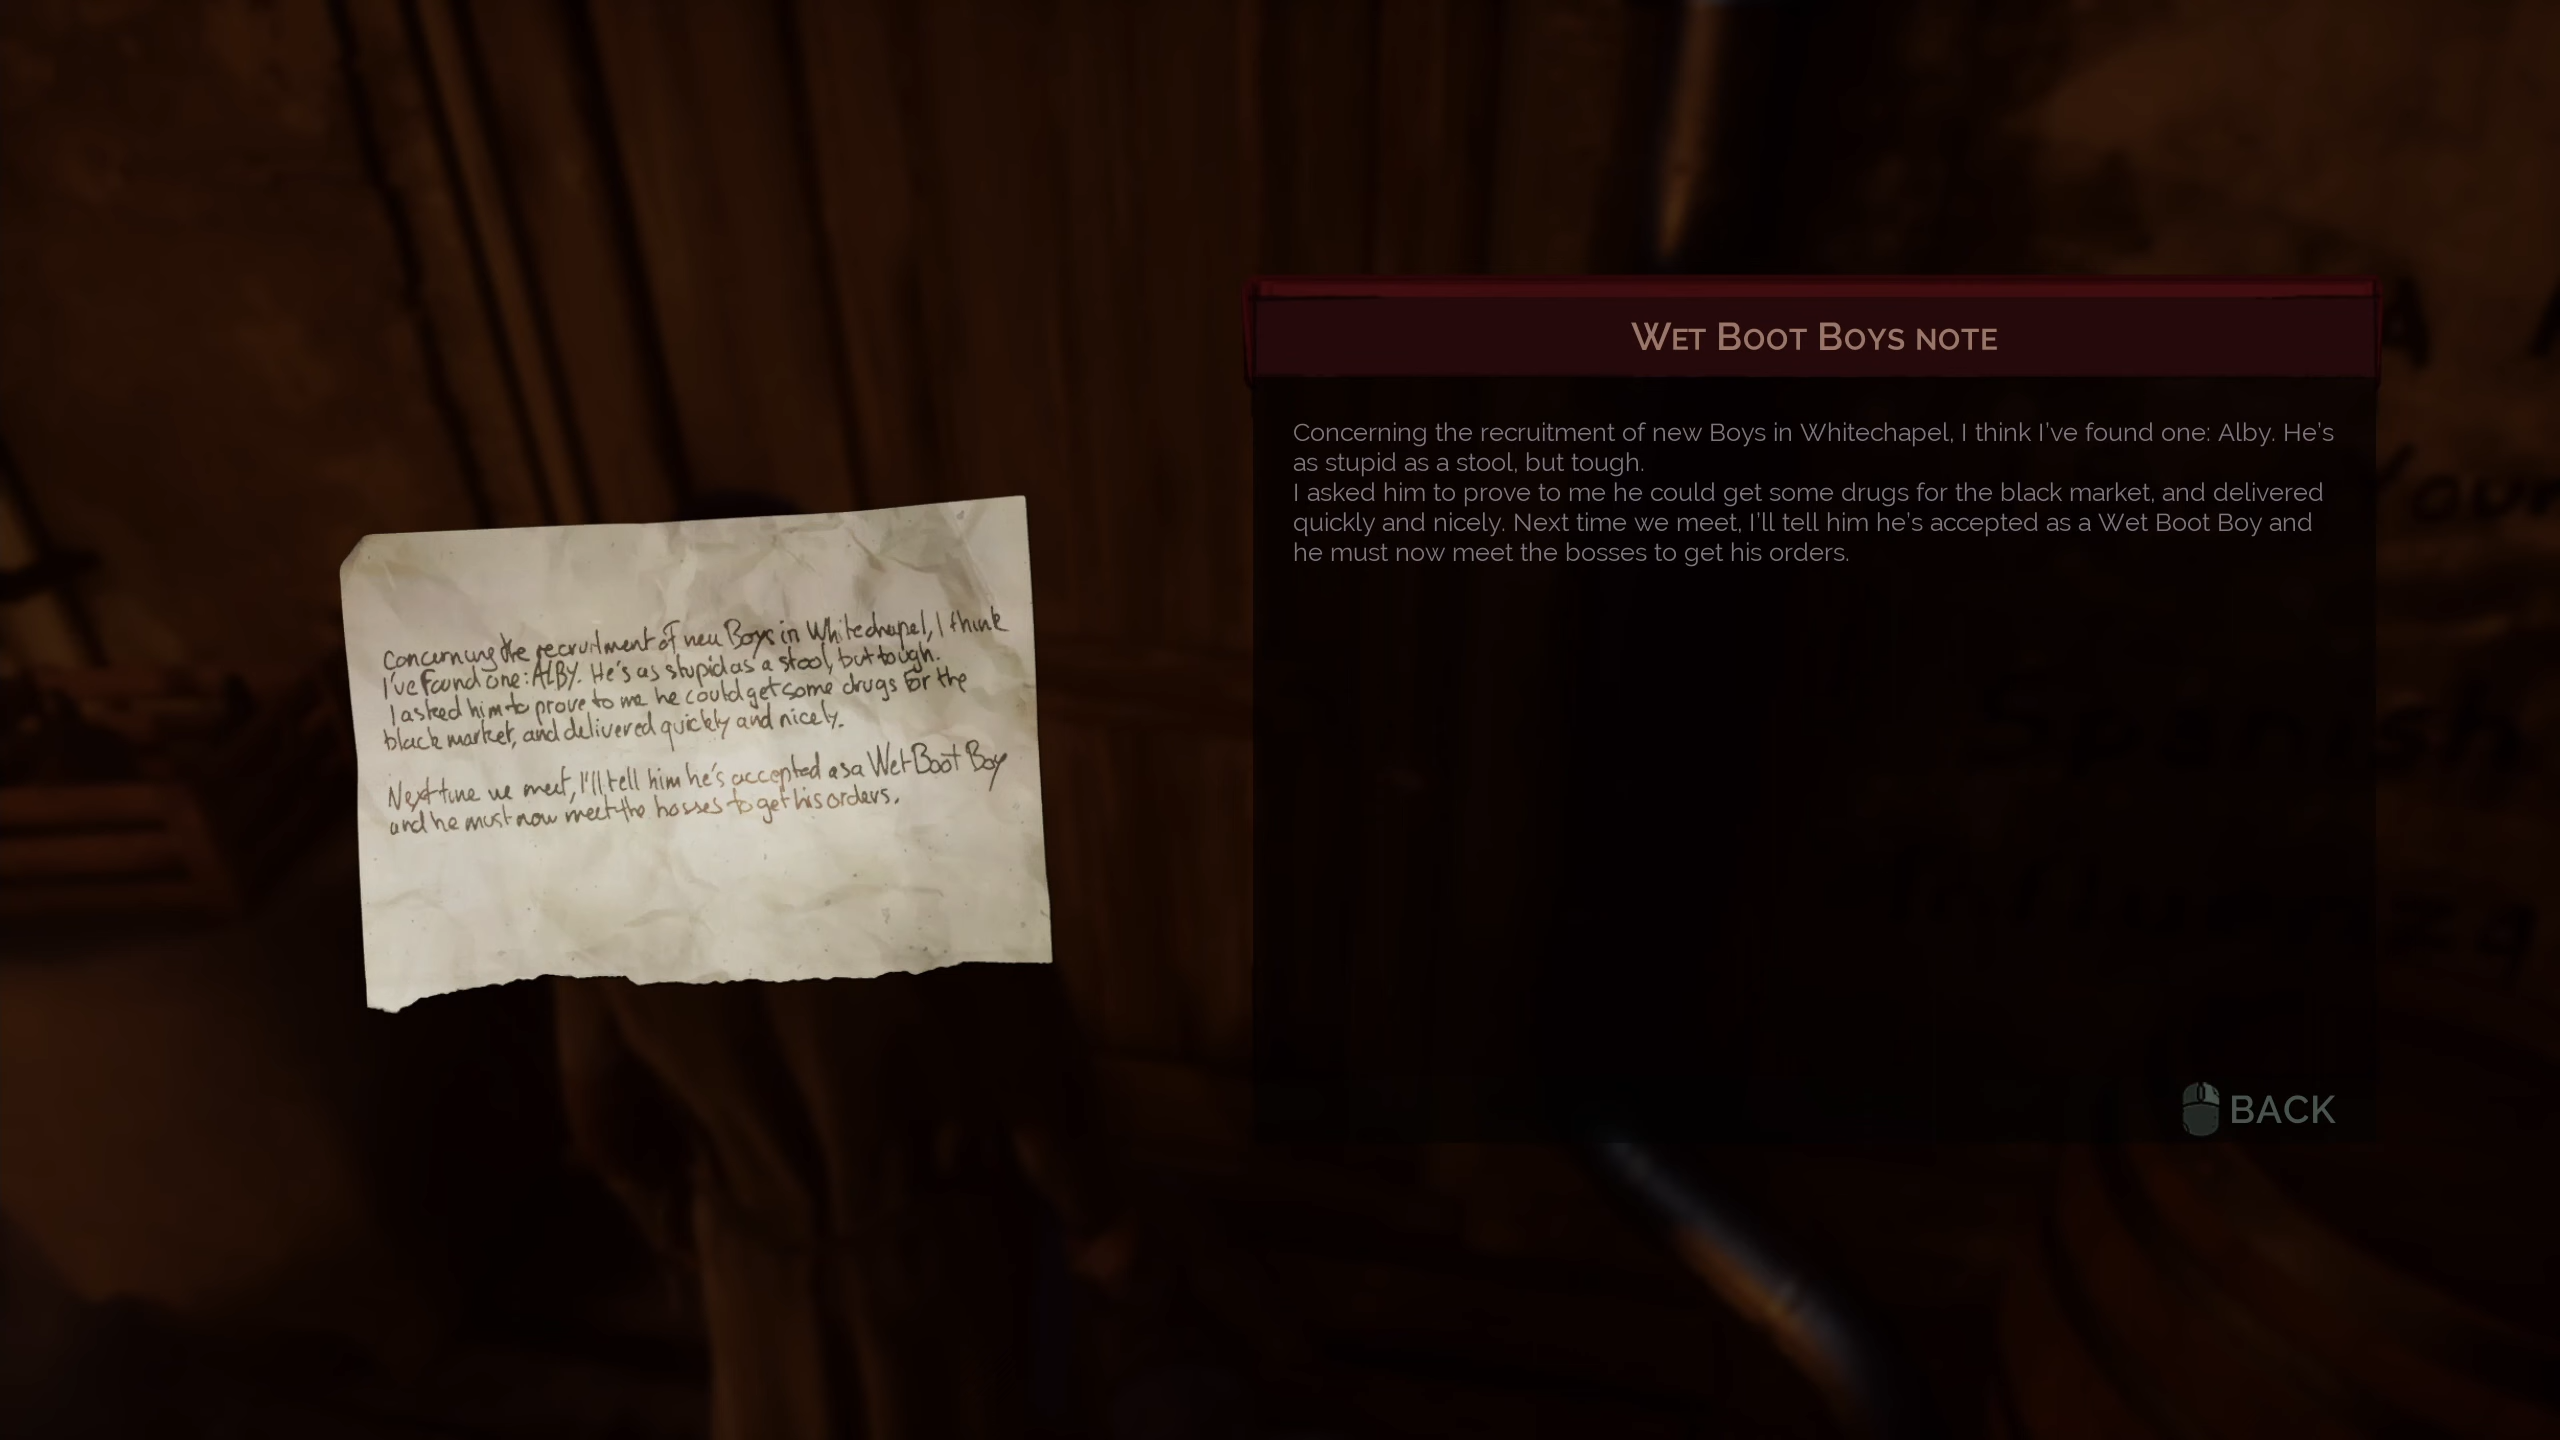 Concerning the recruitment of new Boys in Whitechapel, I think
I've found one: ALBY. He's as stupid as a stool, but tough.
I asked him to prove to me he could get some drugs for the
black market, and delivered quickly and nicely.
Next time we meet, I'll tell him he's accepted as a Wet Boot Boy
and he must now meet the bosses to get his orders.
WET BOOT BOYS NOTE
Concerning the recruitment of new Boys in Whitechapel, I think I've found one: Alby. He's
as stupid as a stool, but tough.
I asked him to prove to me he could get some drugs for the black market, and delivered
quickly and nicely. Next time we meet, I'll tell him he's accepted as a Wet Boot Boy and
he must now meet the bosses to get his orders.
Spanish
BACK